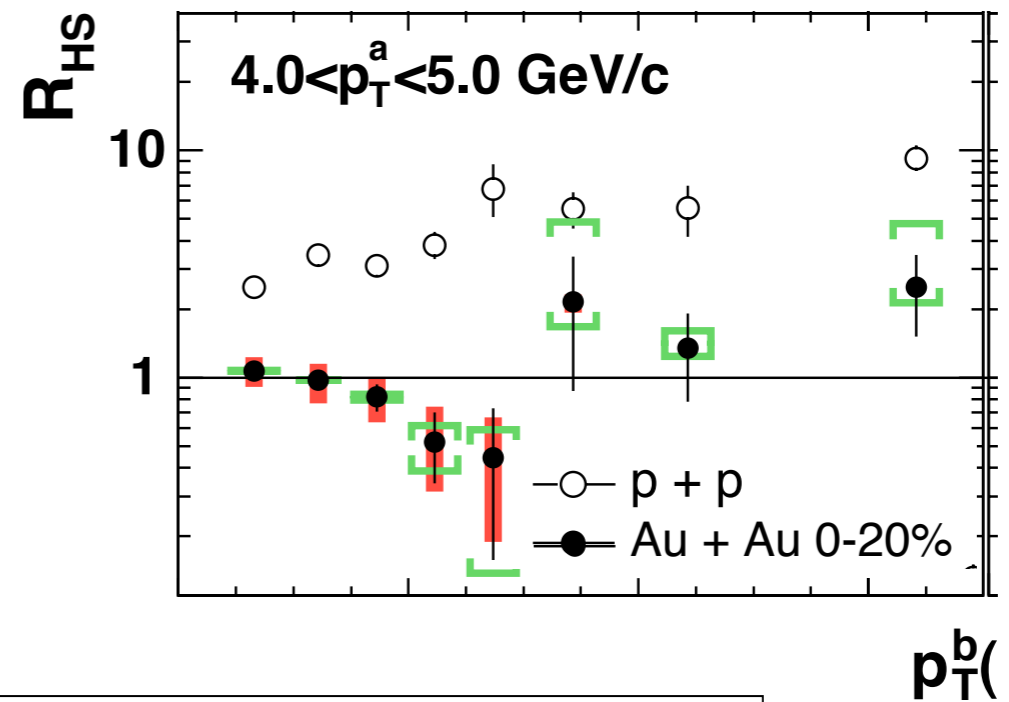 R_HS
4.0<p_T^a<5.0 GeV/c
10
1
p + p
Au + Au 0-20%
p_T^b(